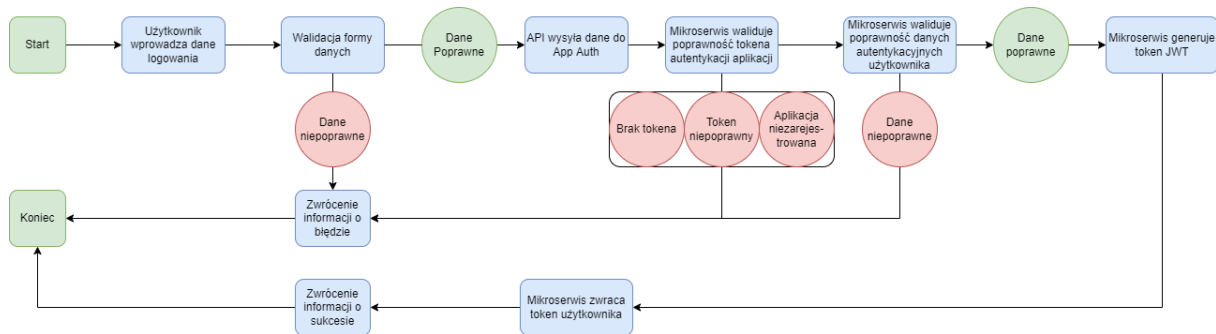 Start
Użytkownik
wprowadza dane
logowania
Walidacja formy
danych
Dane
Poprawne
API wysyła dane do
App Auth
Mikroserwis waliduje
poprawność tokena
autentykacji aplikacji
Mikroserwis waliduje
poprawność danych
autentykacyjnych
użytkownika
Dane
poprawne
Mikroserwis generuje
token JWT
Dane
niepoprawne
Brak tokena
Token
niepoprawny
Aplikacja
niezarejes-
trowana
Dane
niepoprawne
Koniec
Zwrócenie
informacji o
błędzie
Zwrócenie
informacji o
sukcesie
Mikroserwis zwraca
token użytkownika